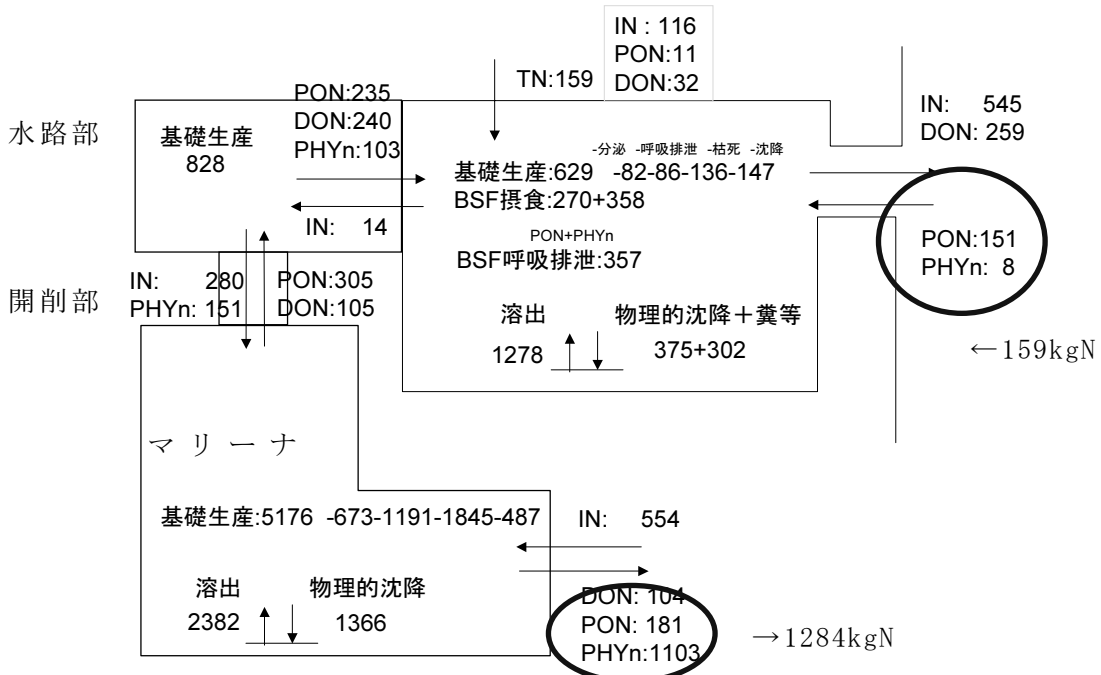 IN : 116
PON:11
DON:32
TN:159
PON:235
DON:240
PHYn:103
IN: 545
DON: 259
水路部
基礎生産
828
-分泌 -呼吸排泄 -枯死 -沈降
基礎生産:629 -82-86-136-147
BSF摂食:270+358
PON+PHYn
BSF呼吸排泄:357
IN: 14
PON:151
PHYn: 8
開削部
IN: 280
PHYn: 151
PON:305
DON:105
溶出
1278
物理的沈降＋糞等
375+302
←159kgN
マリーナ
基礎生産:5176 -673-1191-1845-487
IN: 554
溶出
2382
物理的沈降
1366
DON: 104
PON: 181
PHYn:1103
→1284kgN